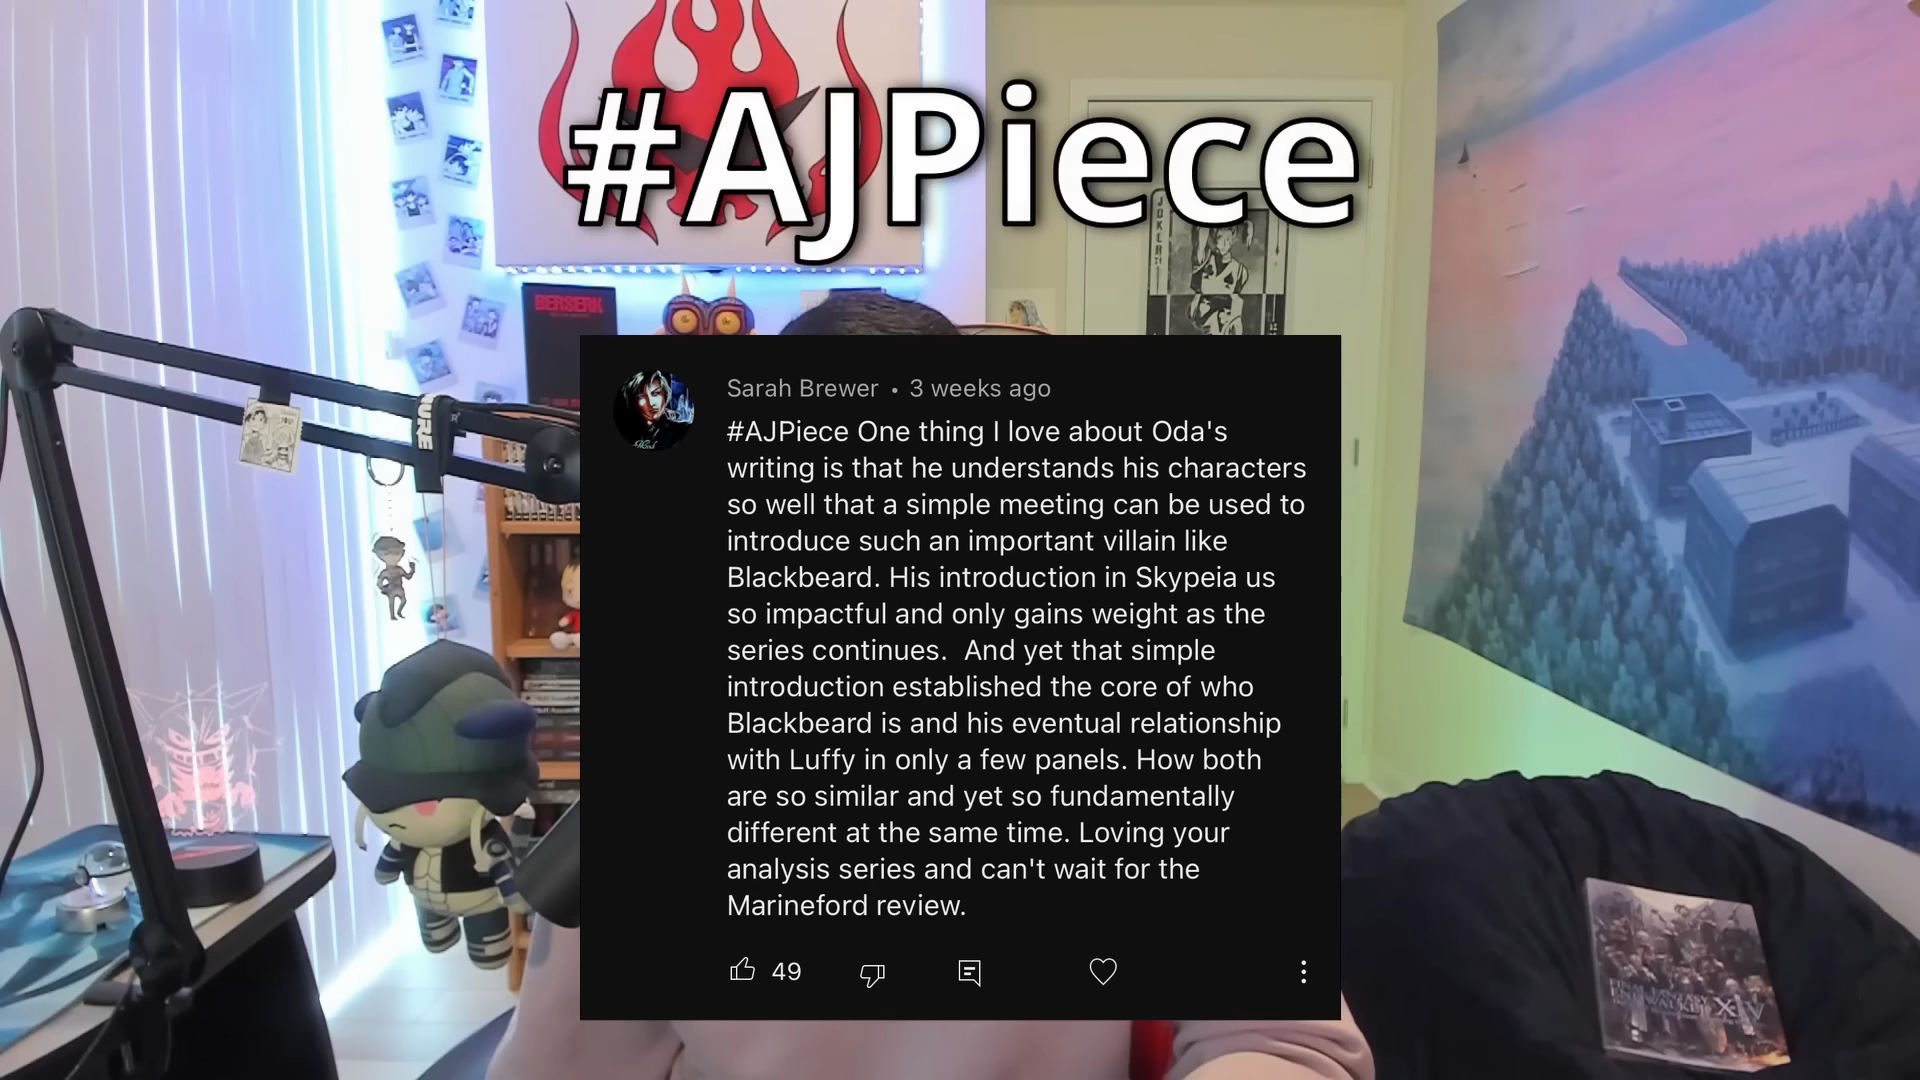 #AJPiece
JOKER
BERSERK
Sarah Brewer • 3 weeks ago
#AJPiece One thing I love about Oda's
writing is that he understands his characters
so well that a simple meeting can be used to
introduce such an important villain like
Blackbeard. His introduction in Skypeia us
so impactful and only gains weight as the
series continues.  And yet that simple
introduction established the core of who
Blackbeard is and his eventual relationship
with Luffy in only a few panels. How both
are so similar and yet so fundamentally
different at the same time. Loving your
analysis series and can't wait for the
Marineford review.
49
URE
FINAL FANTASY XIV
ENDWALKER